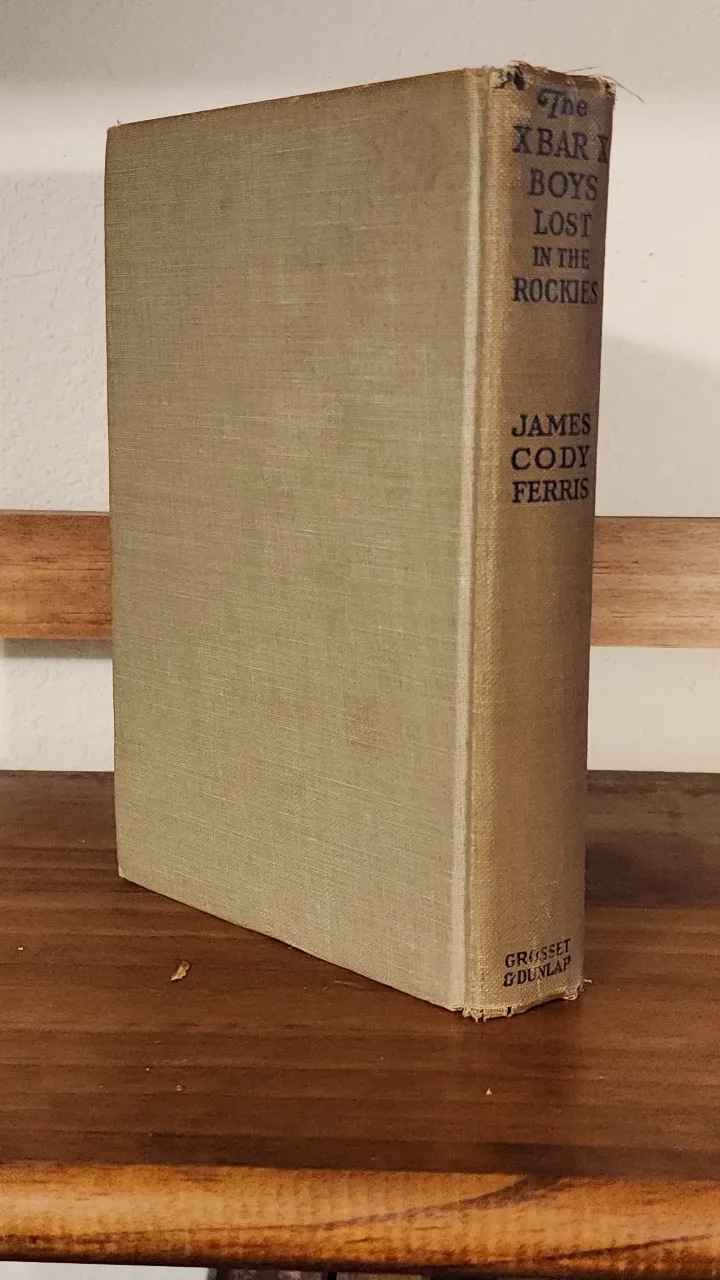 The
X BAR X
BOYS
LOST
IN THE
ROCKIES
JAMES
CODY
FERRIS
GROSSET
& DUNLAP